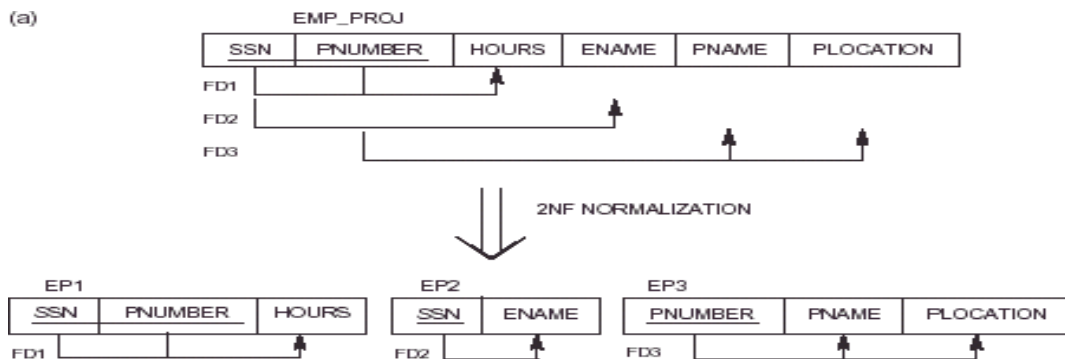 (a)
EMP_PROJ
SSN PNUMBER HOURS ENAME PNAME PLOCATION
FD1
FD2
FD3
2NF NORMALIZATION
EP1 EP2 EP3
SSN PNUMBER HOURS SSN ENAME PNUMBER PNAME PLOCATION
FD1 FD2 FD3